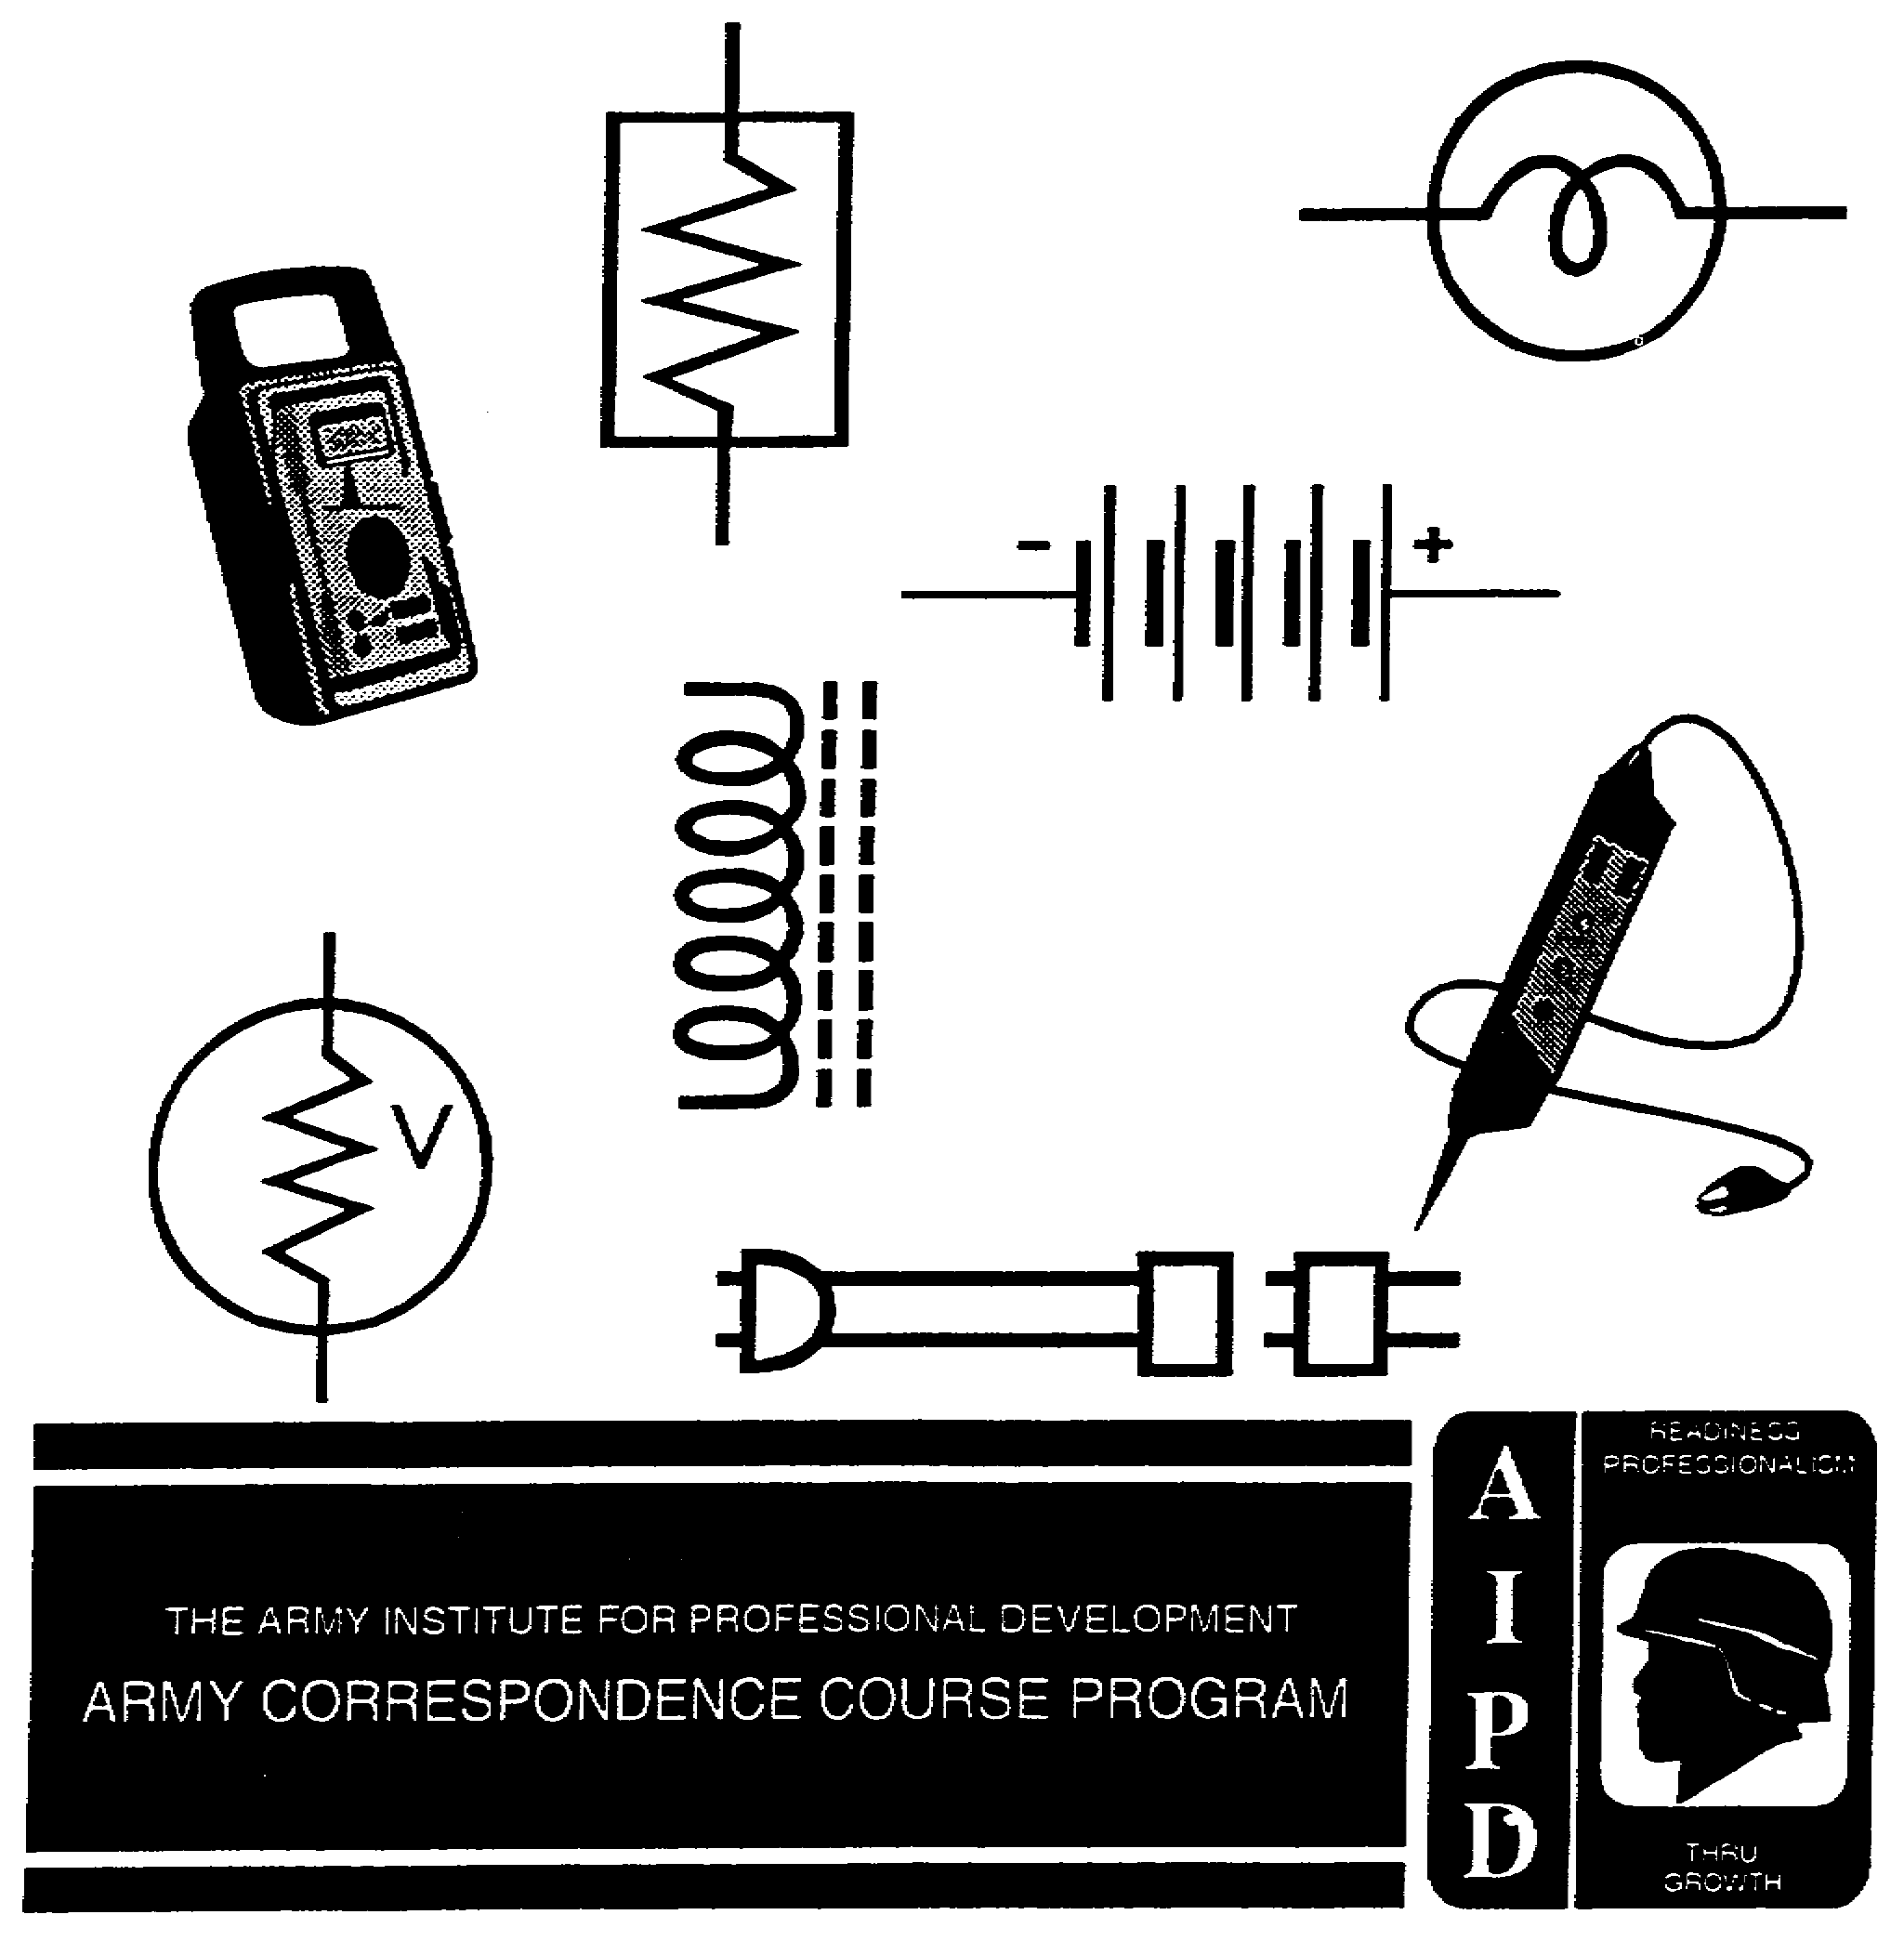 -
+
V
THE ARMY INSTITUTE FOR PROFESSIONAL DEVELOPMENT
ARMY CORRESPONDENCE COURSE PROGRAM
A
I
P
D
READINESS
PROFESSIONALISM
THRU
GROWTH